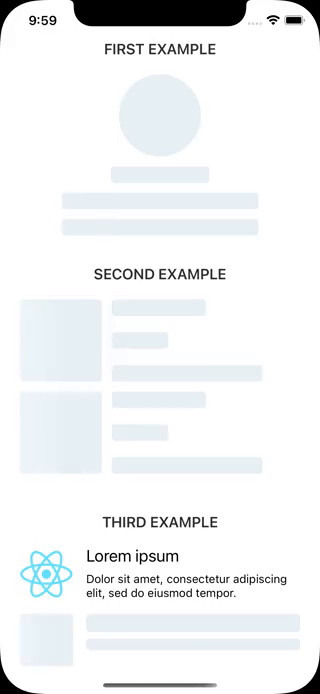 9:59
FIRST EXAMPLE
SECOND EXAMPLE
THIRD EXAMPLE
Lorem ipsum
Dolor sit amet, consectetur adipiscing
elit, sed do eiusmod tempor.